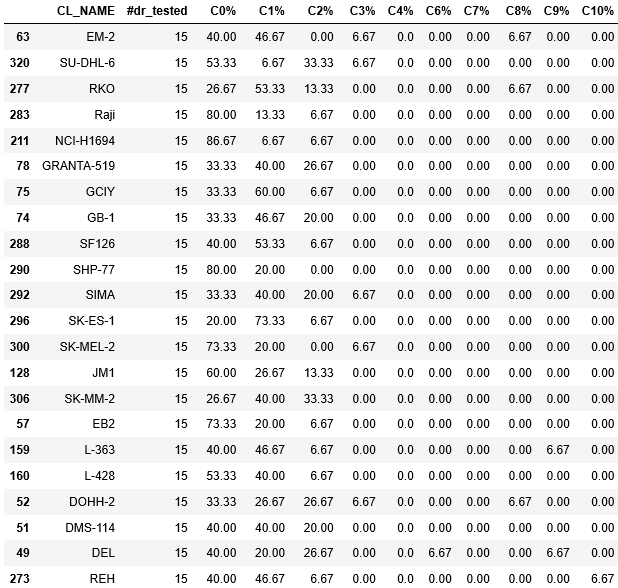 CL_NAME #dr_tested C0% C1% C2% C3% C4% C6% C7% C8% C9% C10%
63 EM-2 15 40.00 46.67 0.00 6.67 0.0 0.00 0.00 6.67 0.00 0.00
320 SU-DHL-6 15 53.33 6.67 33.33 6.67 0.0 0.00 0.00 0.00 0.00 0.00
277 RKO 15 26.67 53.33 13.33 0.00 0.0 0.00 0.00 6.67 0.00 0.00
283 Raji 15 80.00 13.33 6.67 0.00 0.0 0.00 0.00 0.00 0.00 0.00
211 NCI-H1694 15 86.67 6.67 6.67 0.00 0.0 0.00 0.00 0.00 0.00 0.00
78 GRANTA-519 15 33.33 40.00 26.67 0.00 0.0 0.00 0.00 0.00 0.00 0.00
75 GCIY 15 33.33 60.00 6.67 0.00 0.0 0.00 0.00 0.00 0.00 0.00
74 GB-1 15 33.33 46.67 20.00 0.00 0.0 0.00 0.00 0.00 0.00 0.00
288 SF126 15 40.00 53.33 6.67 0.00 0.0 0.00 0.00 0.00 0.00 0.00
290 SHP-77 15 80.00 20.00 0.00 0.00 0.0 0.00 0.00 0.00 0.00 0.00
292 SIMA 15 33.33 40.00 20.00 6.67 0.0 0.00 0.00 0.00 0.00 0.00
296 SK-ES-1 15 20.00 73.33 6.67 0.00 0.0 0.00 0.00 0.00 0.00 0.00
300 SK-MEL-2 15 73.33 20.00 0.00 6.67 0.0 0.00 0.00 0.00 0.00 0.00
128 JM1 15 60.00 26.67 13.33 0.00 0.0 0.00 0.00 0.00 0.00 0.00
306 SK-MM-2 15 26.67 40.00 33.33 0.00 0.0 0.00 0.00 0.00 0.00 0.00
57 EB2 15 73.33 20.00 6.67 0.00 0.0 0.00 0.00 0.00 0.00 0.00
159 L-363 15 40.00 46.67 6.67 0.00 0.0 0.00 0.00 0.00 6.67 0.00
160 L-428 15 53.33 40.00 6.67 0.00 0.0 0.00 0.00 0.00 0.00 0.00
52 DOHH-2 15 33.33 26.67 26.67 6.67 0.0 0.00 0.00 6.67 0.00 0.00
51 DMS-114 15 40.00 40.00 20.00 0.00 0.0 0.00 0.00 0.00 0.00 0.00
49 DEL 15 40.00 20.00 26.67 0.00 0.0 6.67 0.00 0.00 6.67 0.00
273 REH 15 40.00 46.67 6.67 0.00 0.0 0.00 0.00 0.00 0.00 6.67